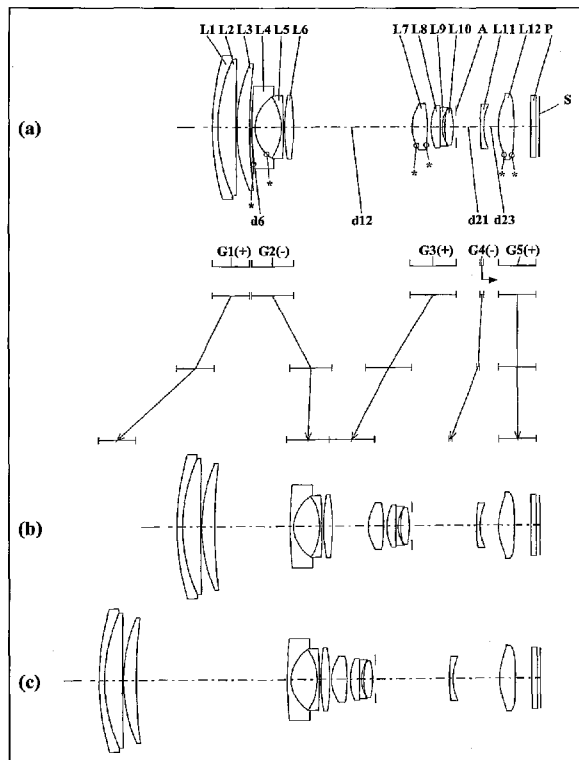 L1 L2 L3 L4 L5 L6 L7 L8 L9 L10 A L11 L12 P
S
(a)
* * * * * *
d6 d12 d21 d23
G1(+) G2(-) G3(+) G4(-) G5(+)
(b)
(c)